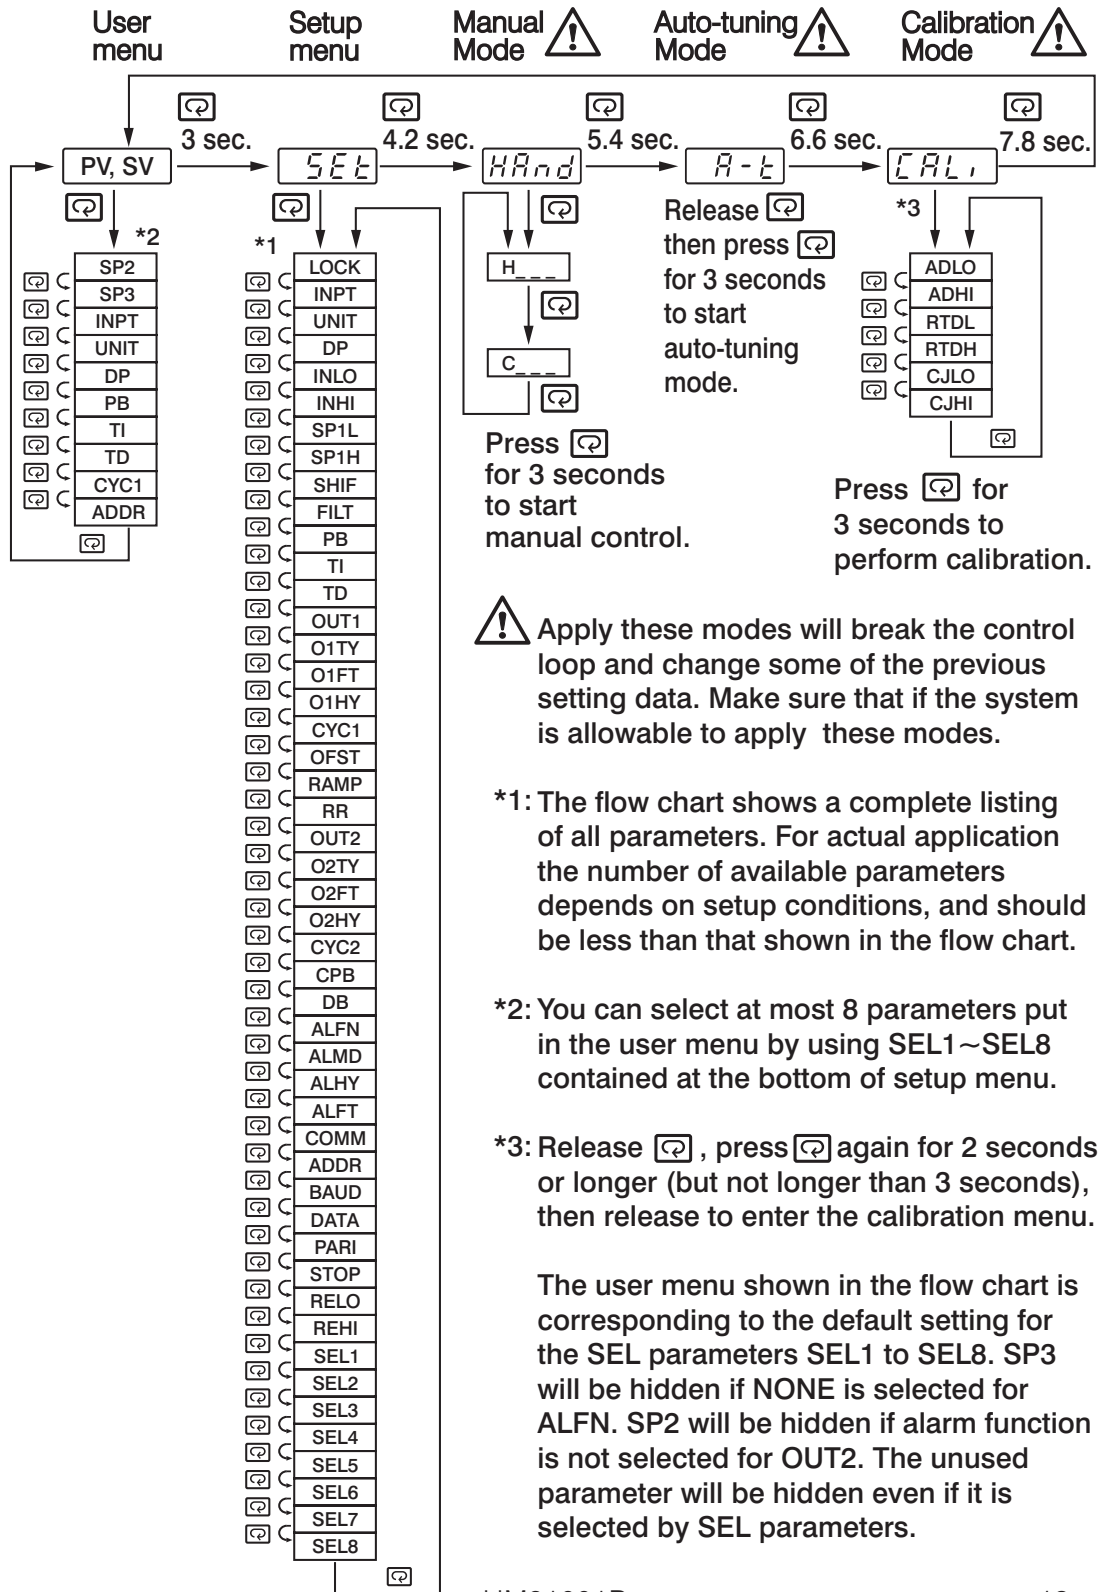 User
menu
Setup
menu
Manual
Mode
Auto-tuning
Mode
Calibration
Mode
3 sec.
4.2 sec.
5.4 sec.
6.6 sec.
7.8 sec.
PV, SV
SEt
HAnd
A-t
CALi
*2
SP2
SP3
INPT
UNIT
DP
PB
TI
TD
CYC1
ADDR
*1
LOCK
INPT
UNIT
DP
INLO
INHI
SP1L
SP1H
SHIF
FILT
PB
TI
TD
OUT1
O1TY
O1FT
O1HY
CYC1
OFST
RAMP
RR
OUT2
O2TY
O2FT
O2HY
CYC2
CPB
DB
ALFN
ALMD
ALHY
ALFT
COMM
ADDR
BAUD
DATA
PARI
STOP
RELO
REHI
SEL1
SEL2
SEL3
SEL4
SEL5
SEL6
SEL7
SEL8
H_ _ _
C_ _ _
Press
for 3 seconds
to start
manual control.
Release
then press
for 3 seconds
to start
auto-tuning
mode.
*3
ADLO
ADHI
RTDL
RTDH
CJLO
CJHI
Press for
3 seconds to
perform calibration.
Apply these modes will break the control
loop and change some of the previous
setting data. Make sure that if the system
is allowable to apply these modes.
*1: The flow chart shows a complete listing
of all parameters. For actual application
the number of available parameters
depends on setup conditions, and should
be less than that shown in the flow chart.
*2: You can select at most 8 parameters put
in the user menu by using SEL1~SEL8
contained at the bottom of setup menu.
*3: Release , press again for 2 seconds
or longer (but not longer than 3 seconds),
then release to enter the calibration menu.
The user menu shown in the flow chart is
corresponding to the default setting for
the SEL parameters SEL1 to SEL8. SP3
will be hidden if NONE is selected for
ALFN. SP2 will be hidden if alarm function
is not selected for OUT2. The unused
parameter will be hidden even if it is
selected by SEL parameters.